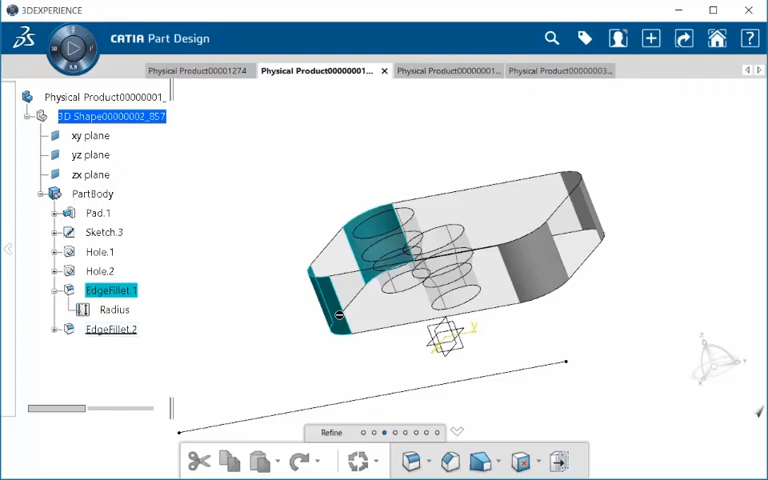 3DEXPERIENCE
CATIA Part Design
Physical Product00001274
Physical Product00000001...
Physical Product00000001...
Physical Product00000003...
Physical Product00000001_
3D Shape00000002_857
xy plane
yz plane
zx plane
PartBody
Pad.1
Sketch.3
Hole.1
Hole.2
EdgeFillet.1
Radius
EdgeFillet.2
y
Refine